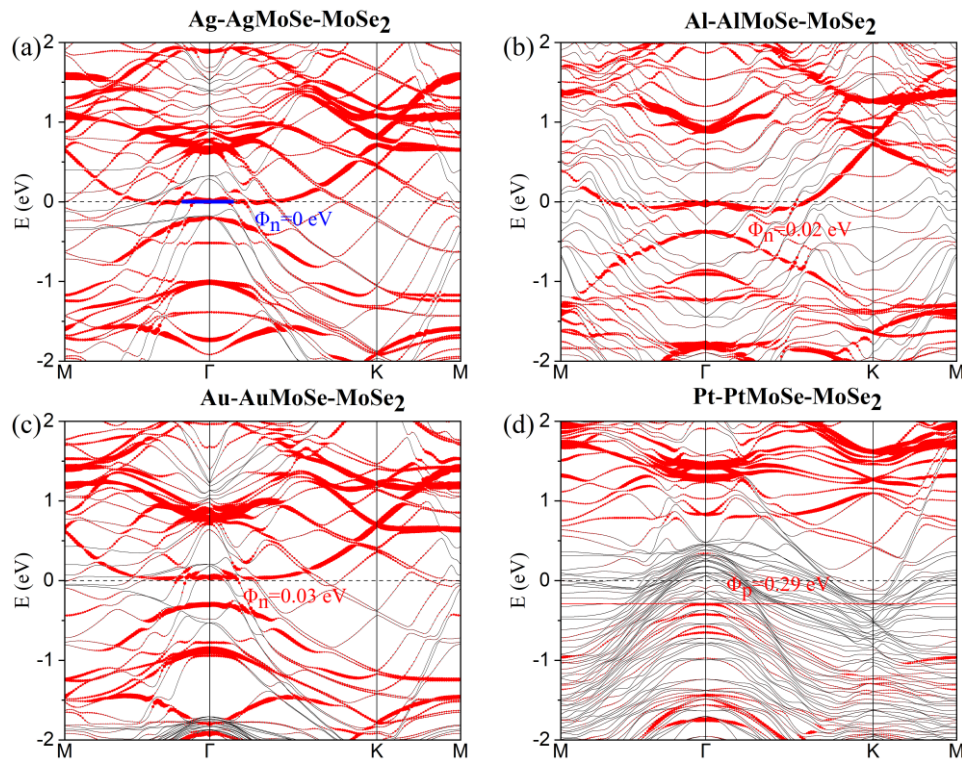 Ag-AgMoSe-MoSe2
(a)
2
1
0
-1
-2
E (eV)
Φn=0 eV
M
Γ
K
M
Al-AlMoSe-MoSe2
(b)
2
1
0
-1
-2
E (eV)
Φn=0.02 eV
M
Γ
K
M
Au-AuMoSe-MoSe2
(c)
2
1
0
-1
-2
E (eV)
Φn=0.03 eV
M
Γ
K
M
Pt-PtMoSe-MoSe2
(d)
2
1
0
-1
-2
E (eV)
Φp=0.29 eV
M
Γ
K
M